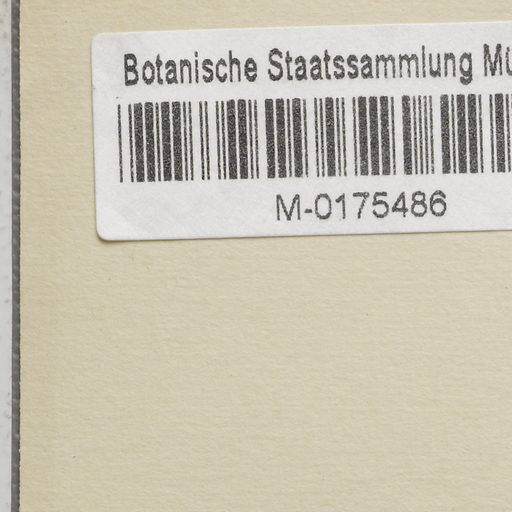 Botanische Staatssammlung
M-0175486